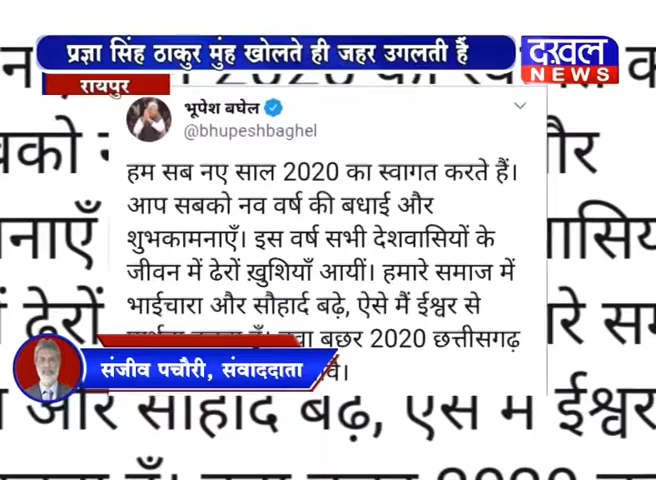 प्रज्ञा सिंह ठाकुर मुंह खोलते ही जहर उगलती हैं
दखल
NEWS
रायपुर
भूपेश बघेल
@bhupeshbaghel
हम सब नए साल 2020 का स्वागत करते हैं।
आप सबको नव वर्ष की बधाई और
शुभकामनाएँ। इस वर्ष सभी देशवासियों के
जीवन में ढेरों ख़ुशियाँ आयीं। हमारे समाज में
भाईचारा और सौहार्द बढ़े, ऐसे मैं ईश्वर से
बछर 2020 छत्तीसगढ़
संजीव पचौरी, संवाददाता